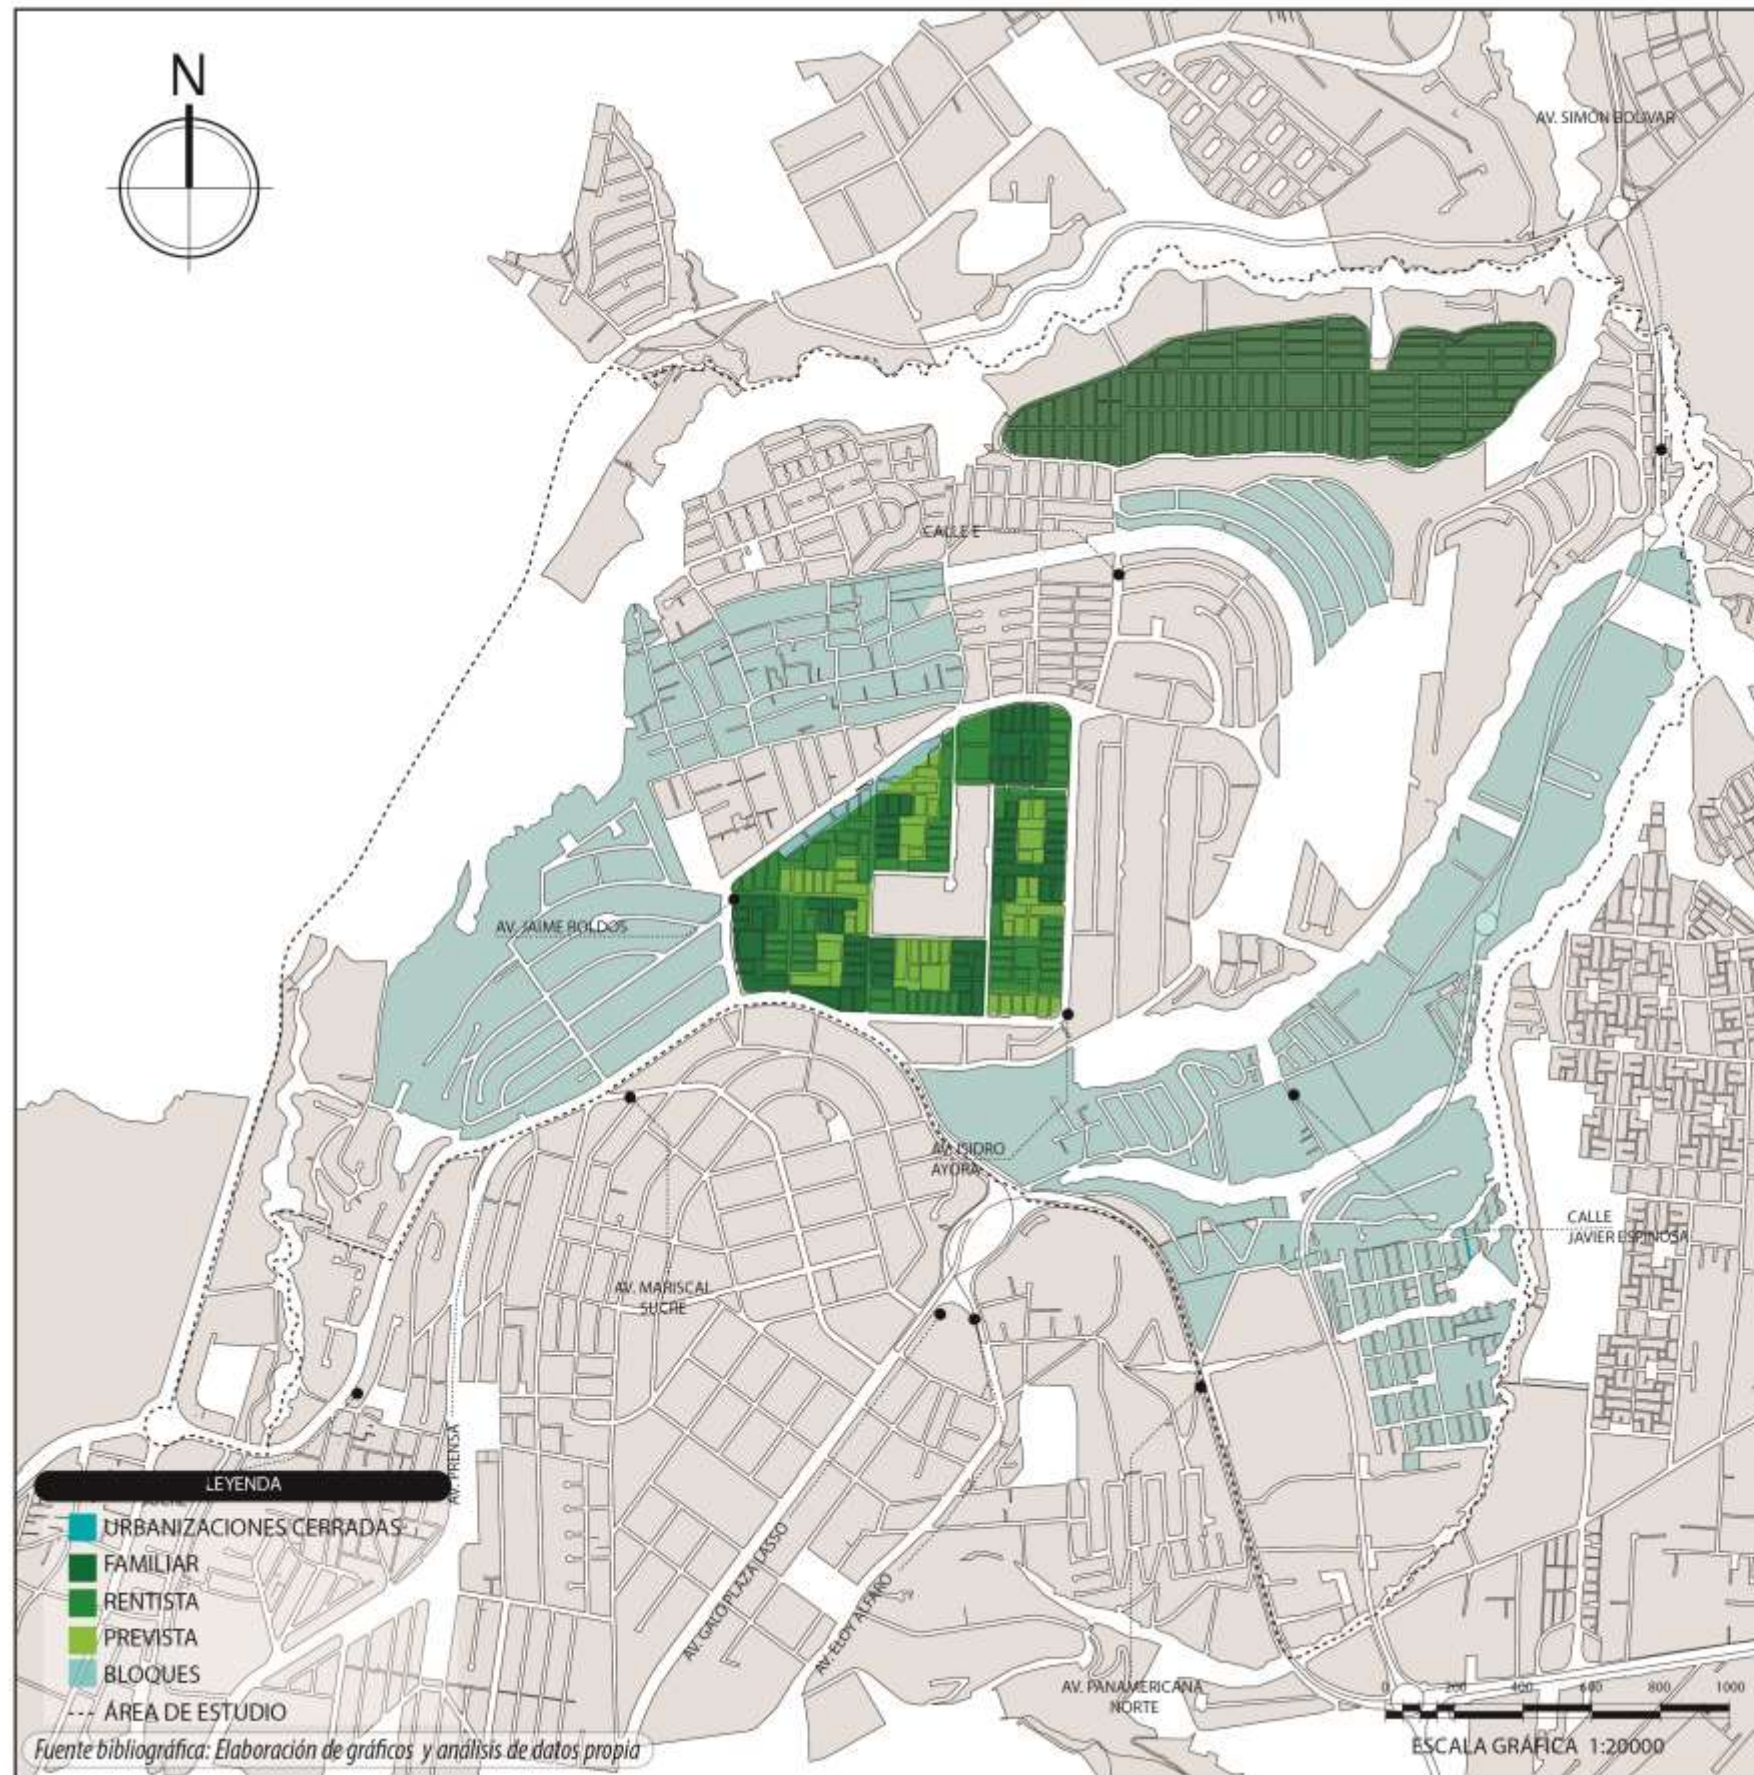 N
AV. SIMÓN BOLIVAR
CALLE E
AV. JAIME ROLDOS
AV. ISIDRO
AYORA
CALLE
JAVIER ESPINOSA
AV. MARISCAL
SUCRE
AV. PRENSA
AV. GALO PLAZA LASSO
AV. ELOY ALFARO
AV. PANAMERICANA
NORTE
LEYENDA
URBANIZACIONES CERRADAS
FAMILIAR
RENTISTA
PREVISTA
BLOQUES
--- ÁREA DE ESTUDIO
Fuente bibliográfica: Elaboración de gráficos y análisis de datos propia
0 200 400 600 800 1000
ESCALA GRÁFICA 1:20000